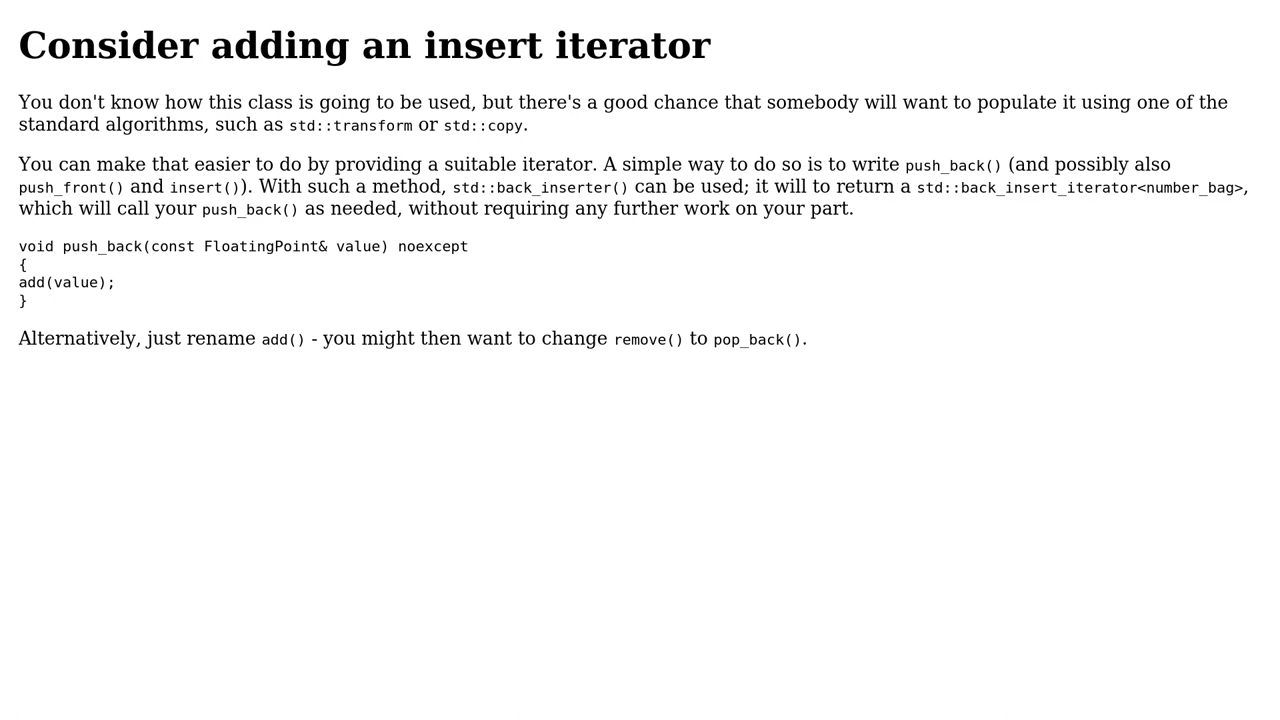 Consider adding an insert iterator
You don't know how this class is going to be used, but there's a good chance that somebody will want to populate it using one of the
standard algorithms, such as std::transform or std::copy.
You can make that easier to do by providing a suitable iterator. A simple way to do so is to write push_back() (and possibly also
push_front() and insert()). With such a method, std::back_inserter() can be used; it will to return a std::back_insert_iterator<number_bag>,
which will call your push_back() as needed, without requiring any further work on your part.
void push_back(const FloatingPoint& value) noexcept
{
add(value);
}
Alternatively, just rename add() - you might then want to change remove() to pop_back().